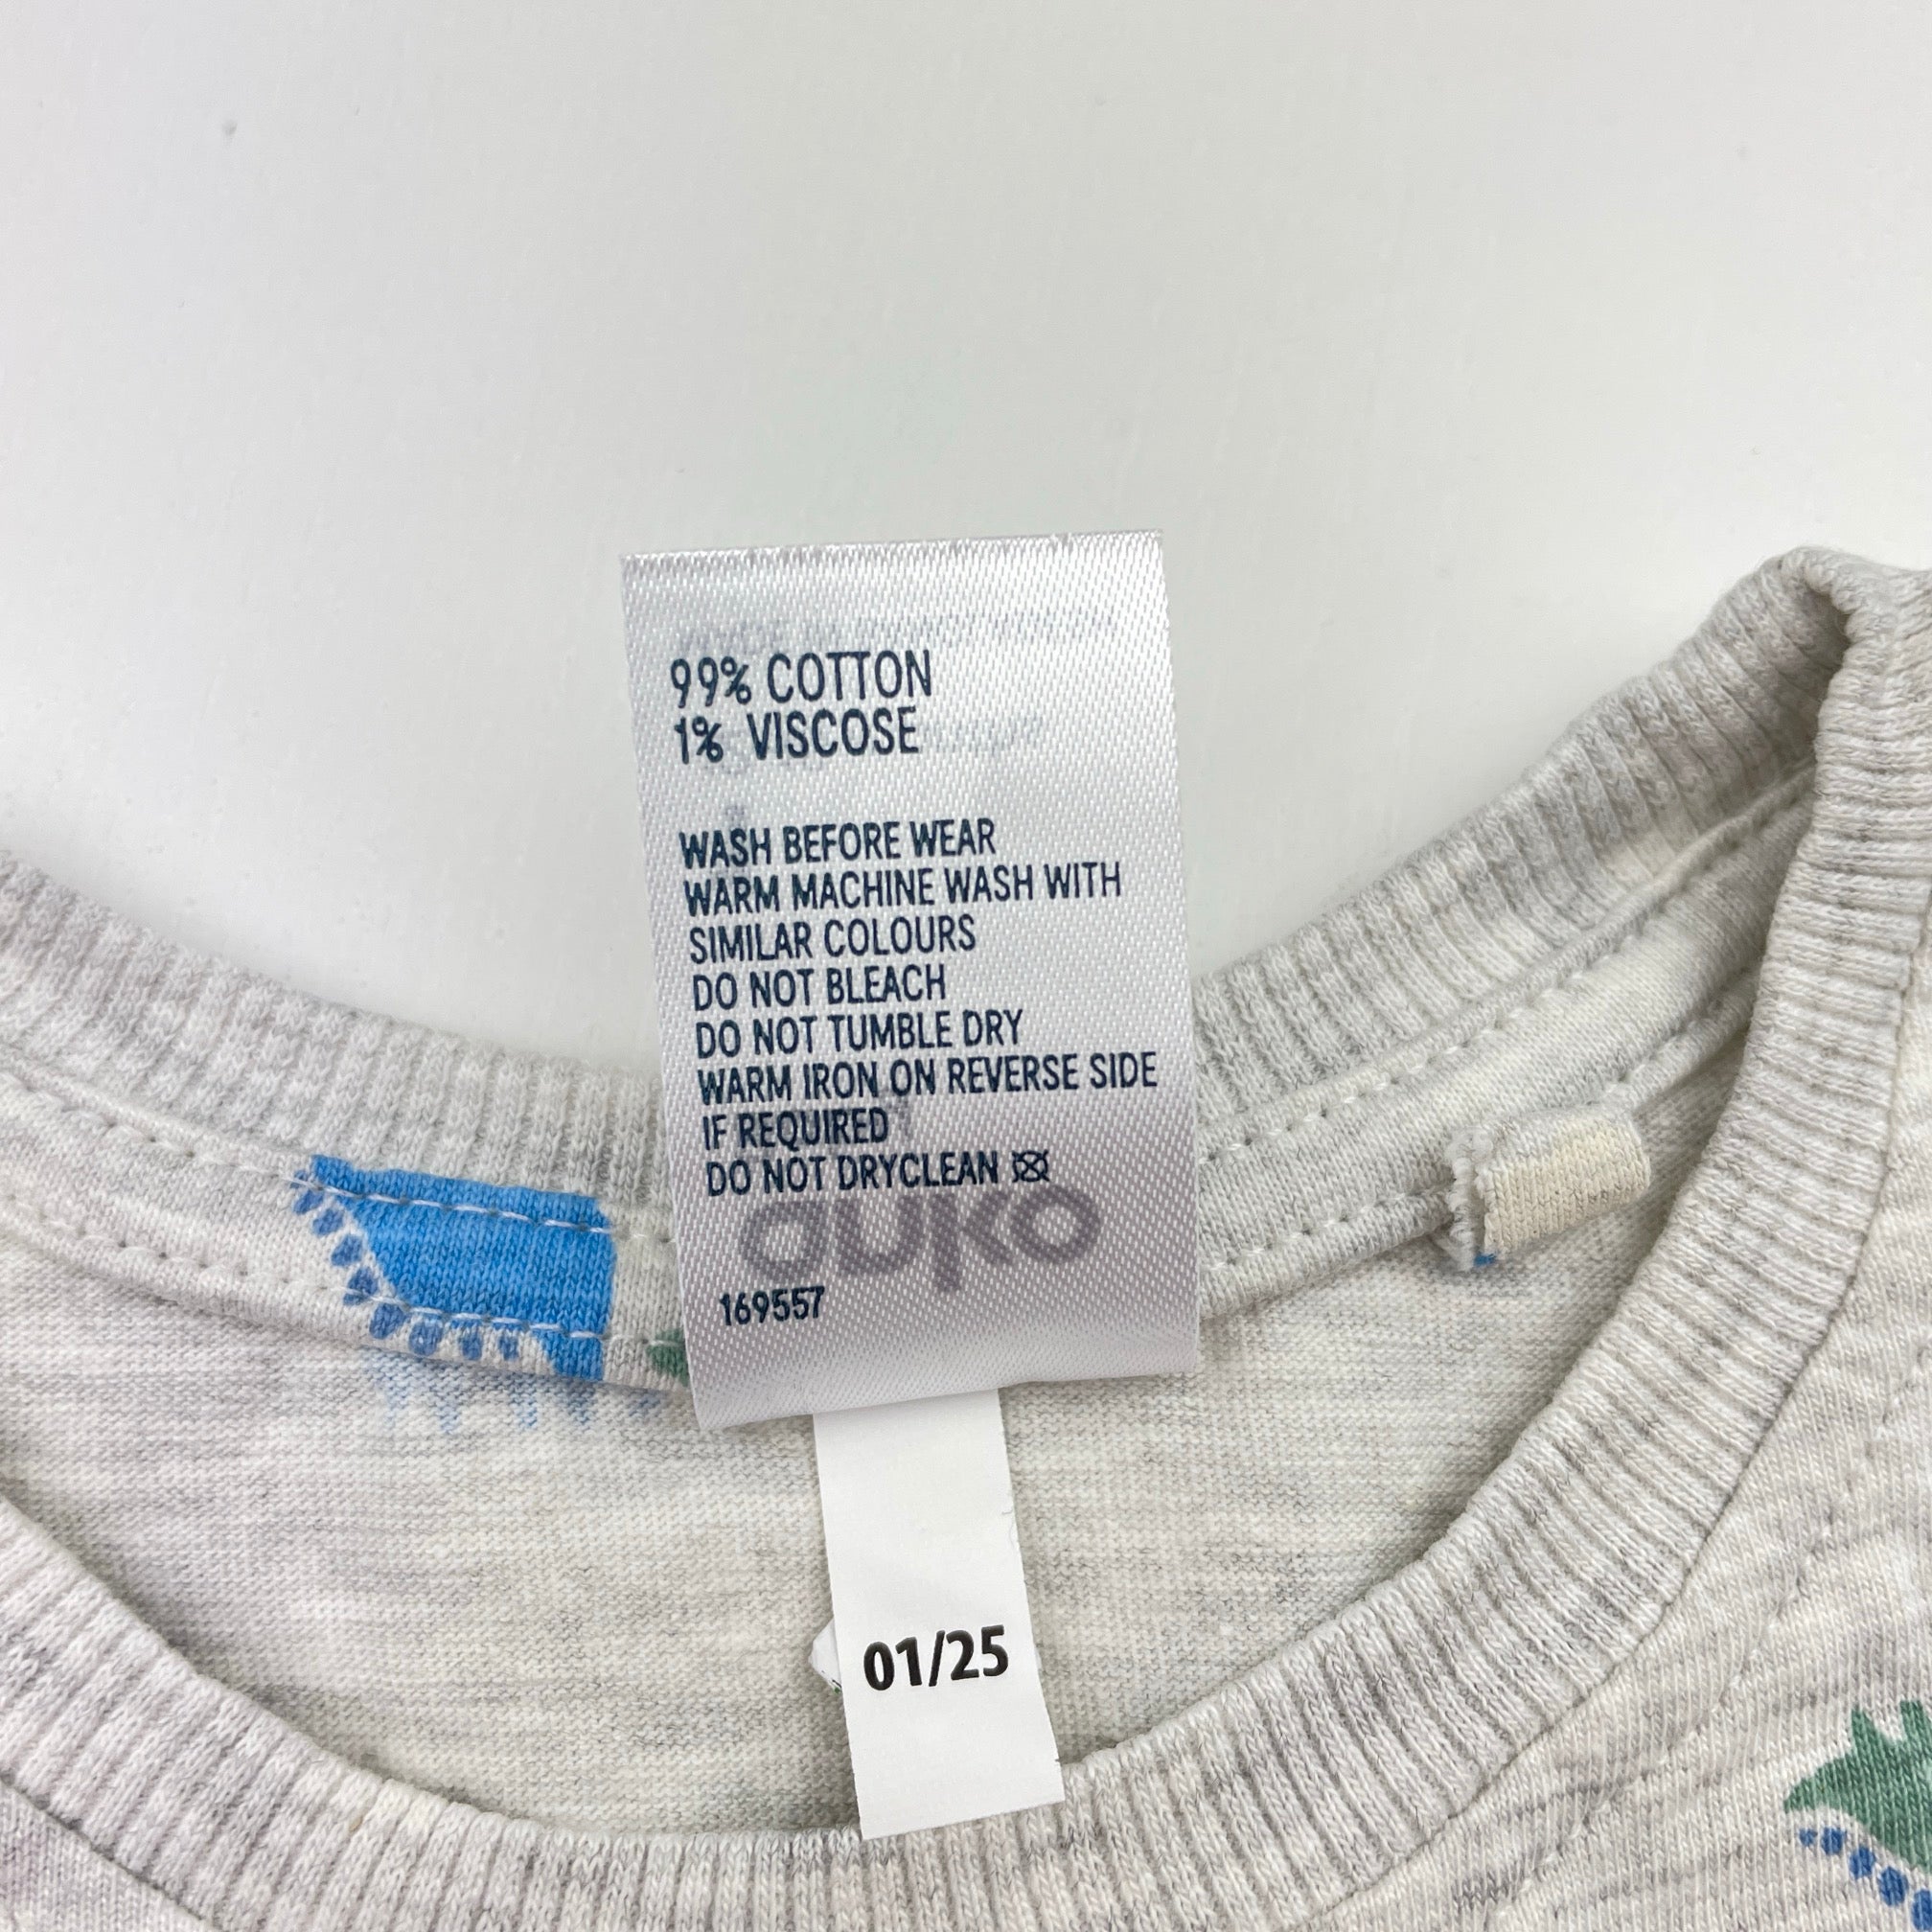 99% COTTON
1% VISCOSE
WASH BEFORE WEAR
WARM MACHINE WASH WITH
SIMILAR COLOURS
DO NOT BLEACH
DO NOT TUMBLE DRY
WARM IRON ON REVERSE SIDE
IF REQUIRED
DO NOT DRYCLEAN
anko
169557
01/25